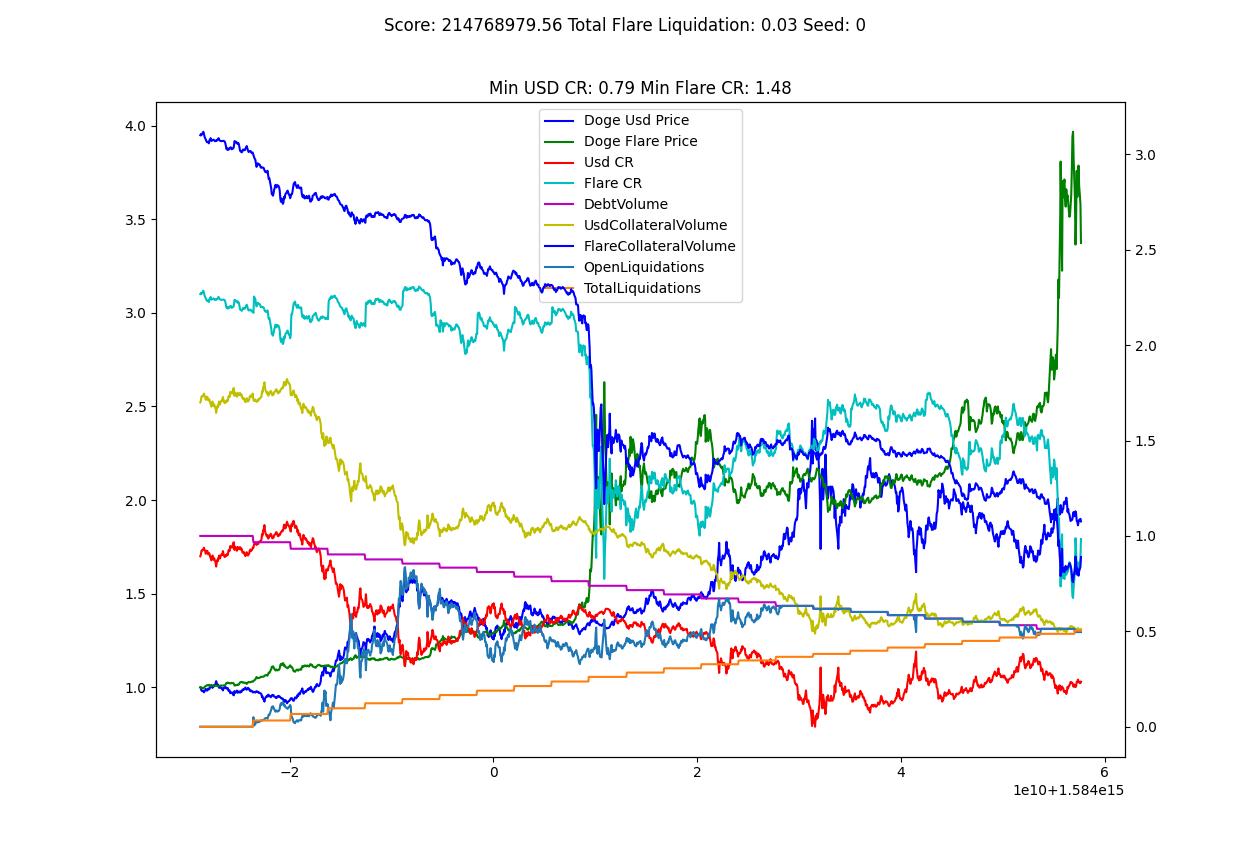 Score: 214768979.56 Total Flare Liquidation: 0.03 Seed: 0
Min USD CR: 0.79 Min Flare CR: 1.48
Doge Usd Price
Doge Flare Price
Usd CR
Flare CR
DebtVolume
UsdCollateralVolume
FlareCollateralVolume
OpenLiquidations
TotalLiquidations
4.0
3.5
3.0
2.5
2.0
1.5
1.0
3.0
2.5
2.0
1.5
1.0
0.5
0.0
−2 0 2 4 6
1e10+1.584e15